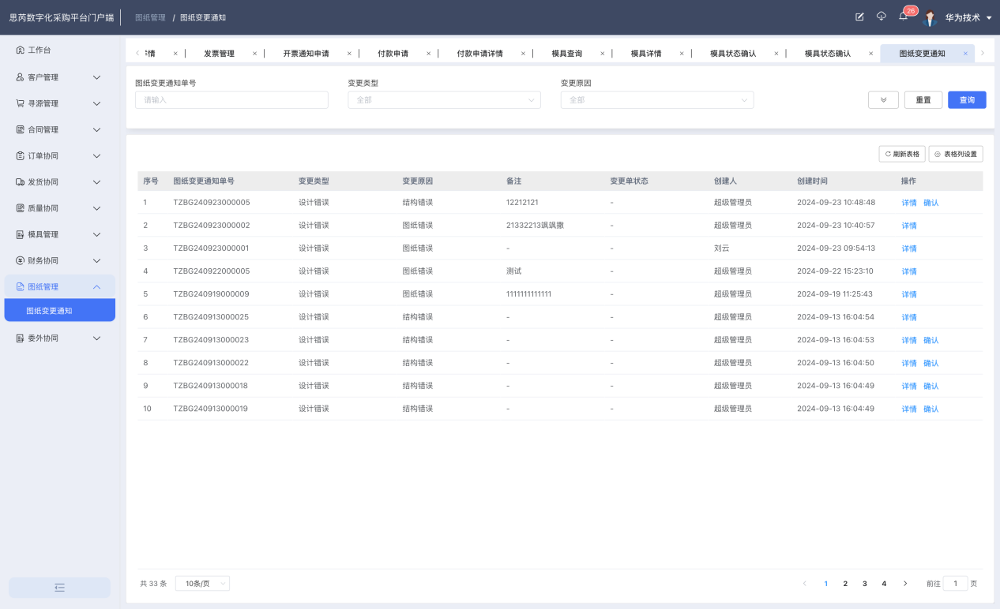 思芮数字化采购平台门户端
图纸管理 / 图纸变更通知
26
华为技术
工作台
客户管理
寻源管理
合同管理
订单协同
发货协同
质量协同
模具管理
财务协同
图纸管理
图纸变更通知
委外协同
情 × 发票管理 × 开票通知申请 × 付款申请 × 付款申请详情 × 模具查询 × 模具详情 × 模具状态确认 × 模具状态确认 × 图纸变更通知 ×
图纸变更通知单号 变更类型 变更原因
请输入 全部 全部 重置 查询
刷新表格 表格列设置
序号 图纸变更通知单号 变更类型 变更原因 备注 变更单状态 创建人 创建时间 操作
1 TZBG240923000005 设计错误 结构错误 12212121 - 超级管理员 2024-09-23 10:48:48 详情 确认
2 TZBG240923000002 设计错误 图纸错误 21332213飒飒撒 - 超级管理员 2024-09-23 10:40:57 详情
3 TZBG240923000001 设计错误 图纸错误 - - 刘云 2024-09-23 09:54:13 详情
4 TZBG240922000005 设计错误 图纸错误 测试 - 超级管理员 2024-09-22 15:23:10 详情
5 TZBG240919000009 设计错误 图纸错误 1111111111111 - 超级管理员 2024-09-19 11:25:43 详情
6 TZBG240913000025 设计错误 结构错误 - - 超级管理员 2024-09-13 16:04:54 详情
7 TZBG240913000023 设计错误 结构错误 - - 超级管理员 2024-09-13 16:04:53 详情 确认
8 TZBG240913000022 设计错误 结构错误 - - 超级管理员 2024-09-13 16:04:50 详情 确认
9 TZBG240913000018 设计错误 结构错误 - - 超级管理员 2024-09-13 16:04:49 详情 确认
10 TZBG240913000019 设计错误 结构错误 - - 超级管理员 2024-09-13 16:04:49 详情 确认
共 33 条 10条/页 1 2 3 4 前往 1 页